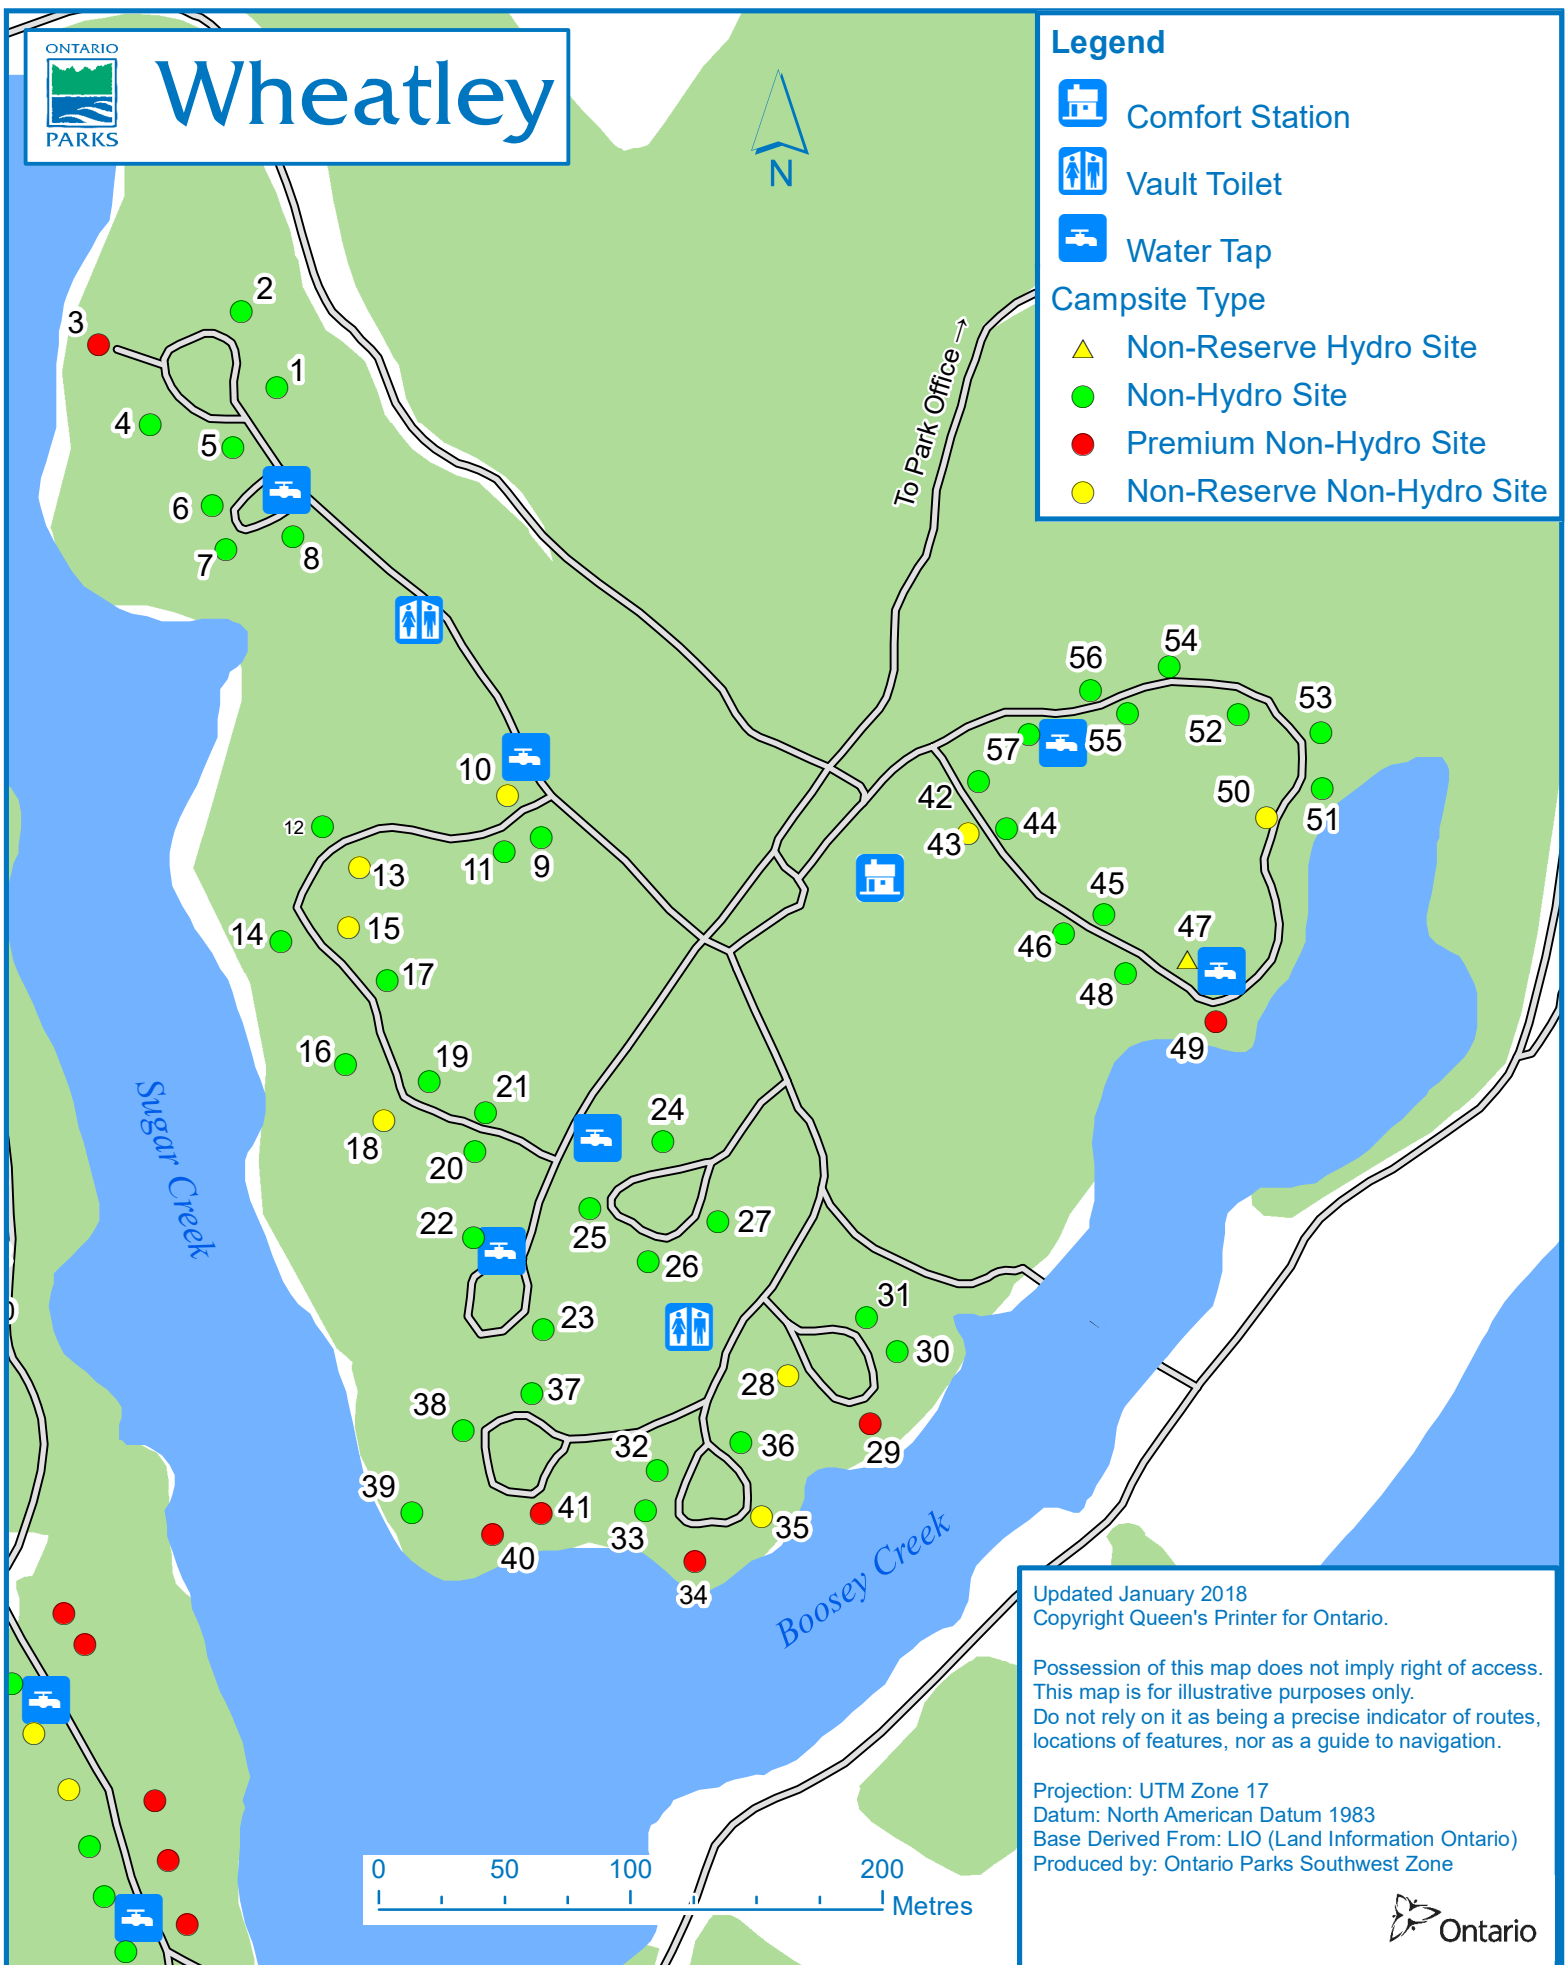 ONTARIO
PARKS
Wheatley
N
Legend
Comfort Station
Vault Toilet
Water Tap
Campsite Type
Non-Reserve Hydro Site
Non-Hydro Site
Premium Non-Hydro Site
Non-Reserve Non-Hydro Site
To Park Office →
2
3
1
4
5
6
7
8
54
56
53
52
57
55
10
42
50
51
12
44
43
11
9
13
45
15
47
14
46
17
48
16
19
49
21
24
18
20
22
27
25
26
31
23
30
28
37
38
32
36
29
39
41
33
35
40
34
Sugar Creek
Boosey Creek
0 50 100 200
Metres
Updated January 2018
Copyright Queen's Printer for Ontario.
Possession of this map does not imply right of access.
This map is for illustrative purposes only.
Do not rely on it as being a precise indicator of routes,
locations of features, nor as a guide to navigation.
Projection: UTM Zone 17
Datum: North American Datum 1983
Base Derived From: LIO (Land Information Ontario)
Produced by: Ontario Parks Southwest Zone
Ontario